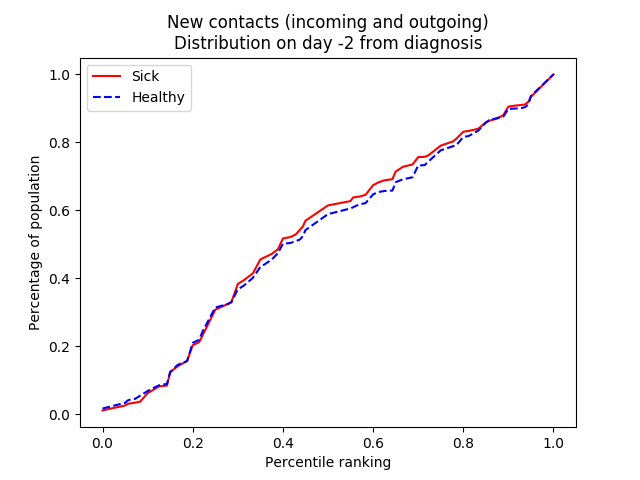 New contacts (incoming and outgoing)
Distribution on day -2 from diagnosis
Sick
Healthy
Percentage of population
1.0
0.8
0.6
0.4
0.2
0.0
0.0 0.2 0.4 0.6 0.8 1.0
Percentile ranking